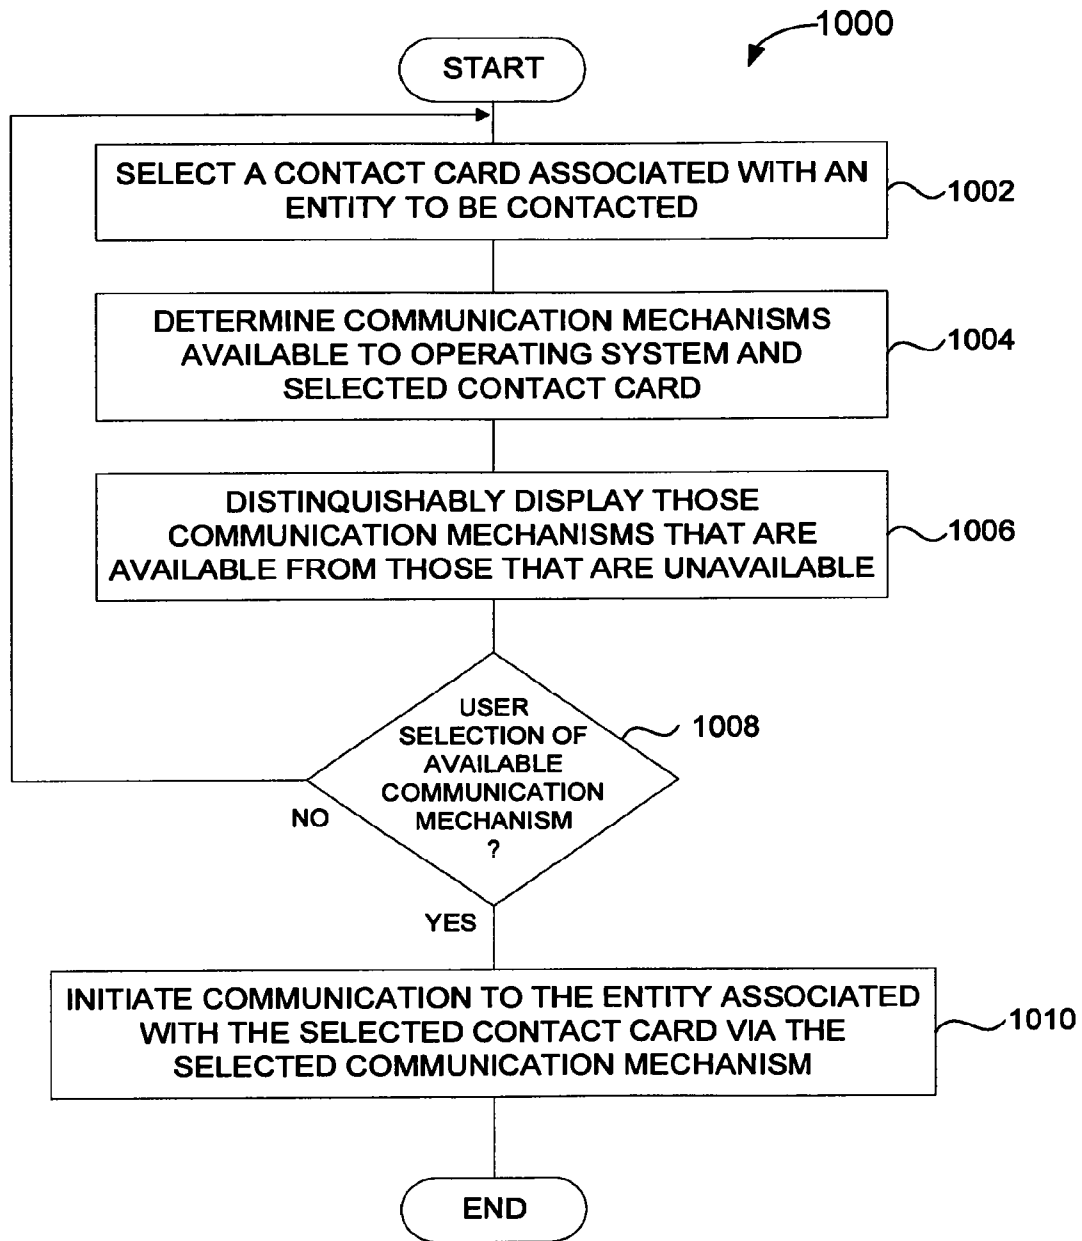 1000
START
SELECT A CONTACT CARD ASSOCIATED WITH AN
ENTITY TO BE CONTACTED
1002
DETERMINE COMMUNICATION MECHANISMS
AVAILABLE TO OPERATING SYSTEM AND
SELECTED CONTACT CARD
1004
DISTINQUISHABLY DISPLAY THOSE
COMMUNICATION MECHANISMS THAT ARE
AVAILABLE FROM THOSE THAT ARE UNAVAILABLE
1006
USER
SELECTION OF
AVAILABLE
COMMUNICATION
MECHANISM
?
1008
NO
YES
INITIATE COMMUNICATION TO THE ENTITY ASSOCIATED
WITH THE SELECTED CONTACT CARD VIA THE
SELECTED COMMUNICATION MECHANISM
1010
END